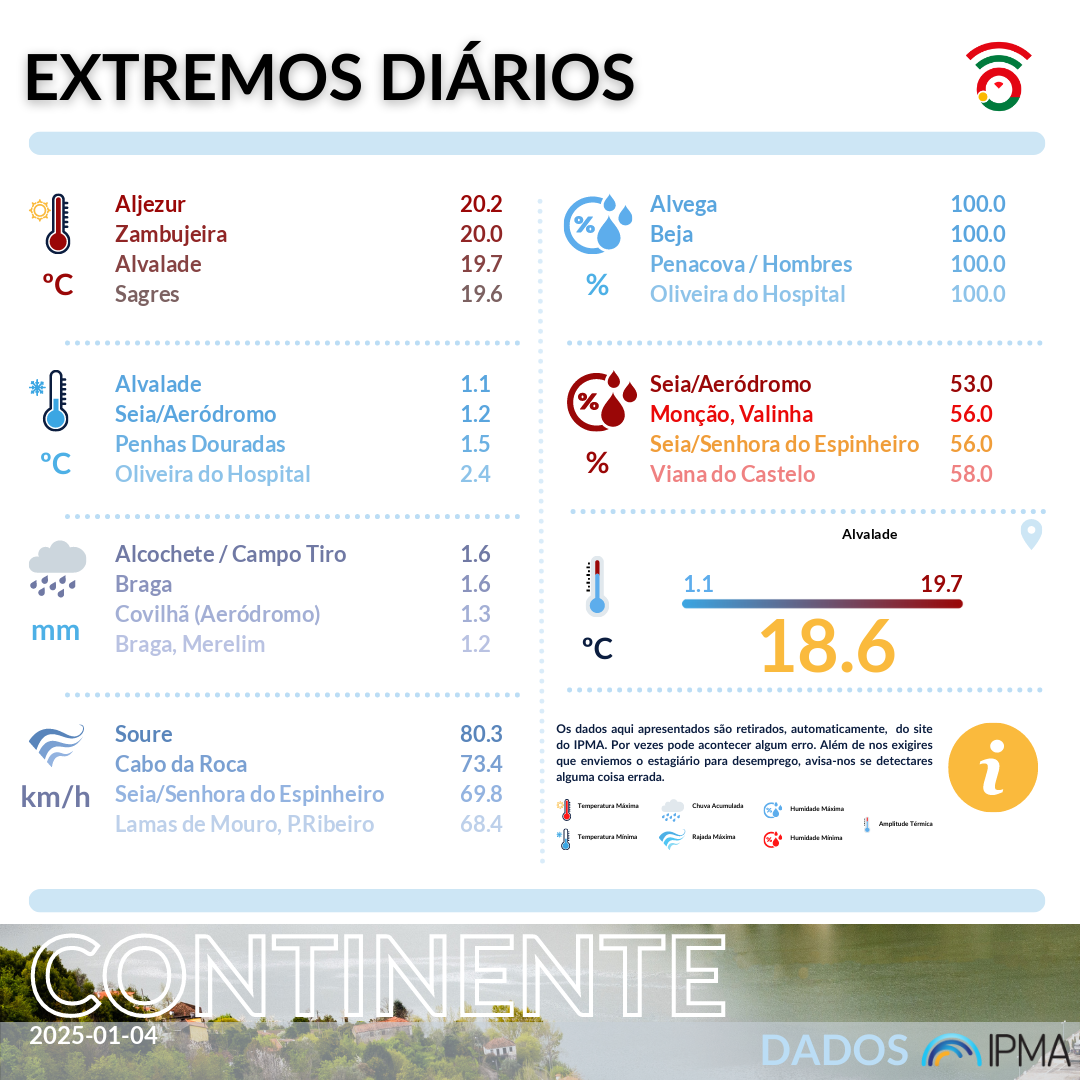 EXTREMOS DIÁRIOS
Aljezur 20.2
Zambujeira 20.0
Alvalade 19.7
Sagres 19.6
ºC
Alvalade 1.1
Seia/Aeródromo 1.2
Penhas Douradas 1.5
Oliveira do Hospital 2.4
ºC
Alcochete / Campo Tiro 1.6
Braga 1.6
Covilhã (Aeródromo) 1.3
Braga, Merelim 1.2
mm
Soure 80.3
Cabo da Roca 73.4
Seia/Senhora do Espinheiro 69.8
Lamas de Mouro, P.Ribeiro 68.4
km/h
Alvega 100.0
Beja 100.0
Penacova / Hombres 100.0
Oliveira do Hospital 100.0
%
%
Seia/Aeródromo 53.0
Monção, Valinha 56.0
Seia/Senhora do Espinheiro 56.0
Viana do Castelo 58.0
%
%
Alvalade
1.1 19.7
18.6
ºC
Os dados aqui apresentados são retirados, automaticamente, do site
do IPMA. Por vezes pode acontecer algum erro. Além de nos exigires
que enviemos o estagiário para desemprego, avisa-nos se detectares
alguma coisa errada.
i
Temperatura Máxima
Chuva Acumulada
Humidade Máxima
Amplitude Térmica
Temperatura Mínima
Rajada Máxima
Humidade Mínima
CONTINENTE
2025-01-04
DADOS IPMA